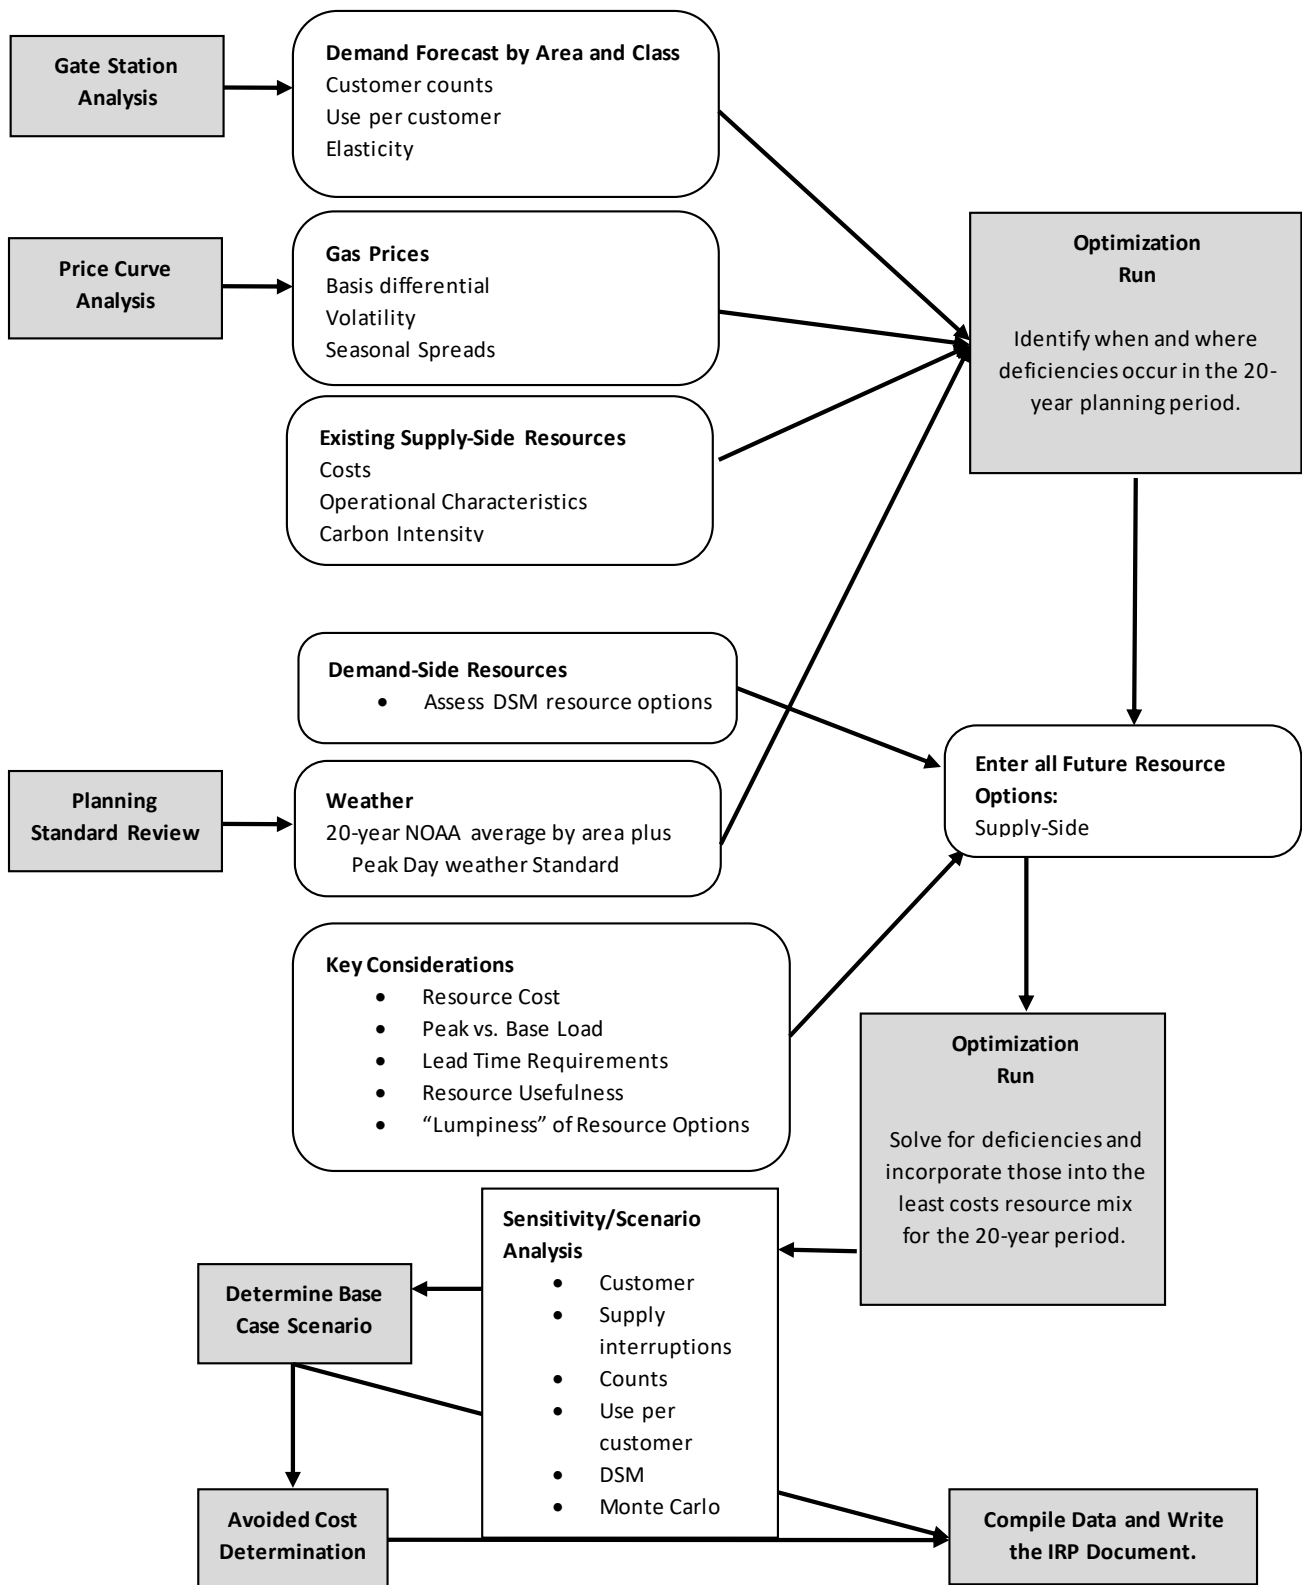 Gate Station
Analysis
Demand Forecast by Area and Class
Customer counts
Use per customer
Elasticity
Price Curve
Analysis
Gas Prices
Basis differential
Volatility
Seasonal Spreads
Optimization
Run
Identify when and where
deficiencies occur in the 20-
year planning period.
Existing Supply-Side Resources
Costs
Operational Characteristics
Carbon Intensity
Demand-Side Resources
• Assess DSM resource options
Planning
Standard Review
Weather
20-year NOAA average by area plus
Peak Day weather Standard
Enter all Future Resource
Options:
Supply-Side
Key Considerations
• Resource Cost
• Peak vs. Base Load
• Lead Time Requirements
• Resource Usefulness
• “Lumpiness” of Resource Options
Optimization
Run
Solve for deficiencies and
incorporate those into the
least costs resource mix
for the 20-year period.
Sensitivity/Scenario
Analysis
• Customer
• Supply
interruptions
• Counts
• Use per
customer
• DSM
• Monte Carlo
Determine Base
Case Scenario
Avoided Cost
Determination
Compile Data and Write
the IRP Document.